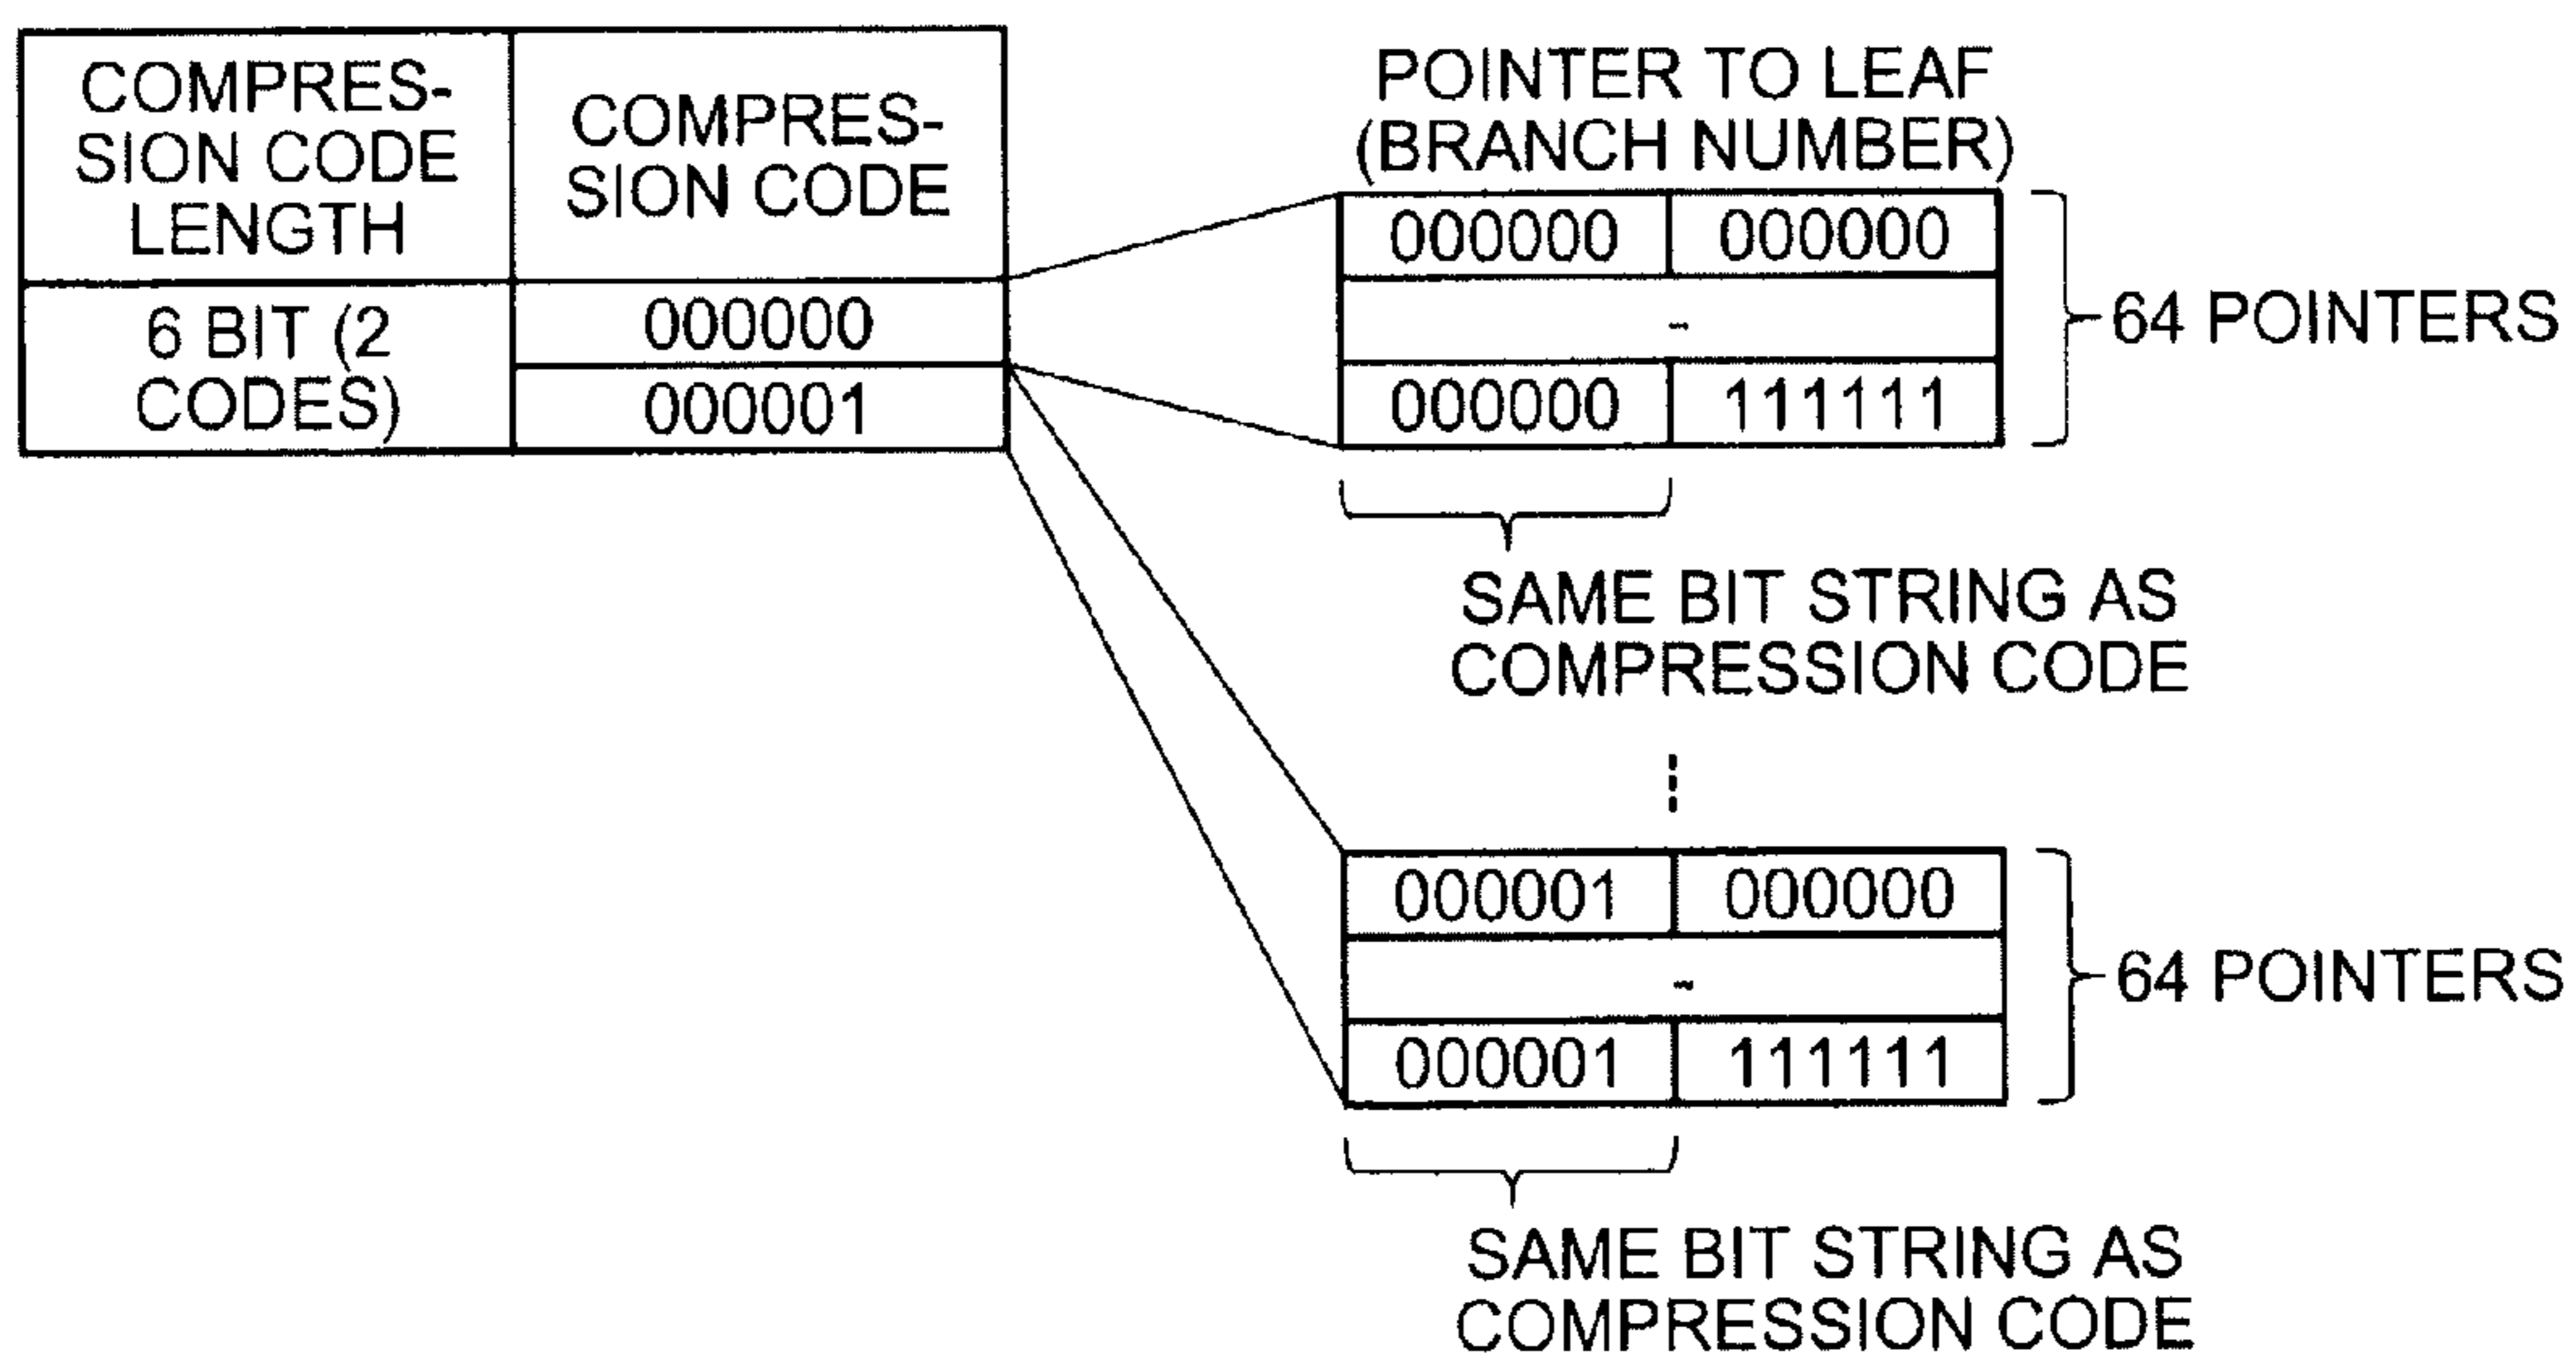 COMPRES-
SION CODE
LENGTH
COMPRES-
SION CODE
6 BIT (2
CODES)
000000
000001
POINTER TO LEAF
(BRANCH NUMBER)
000000 000000
-
000000 111111
64 POINTERS
SAME BIT STRING AS
COMPRESSION CODE
000001 000000
-
000001 111111
64 POINTERS
SAME BIT STRING AS
COMPRESSION CODE